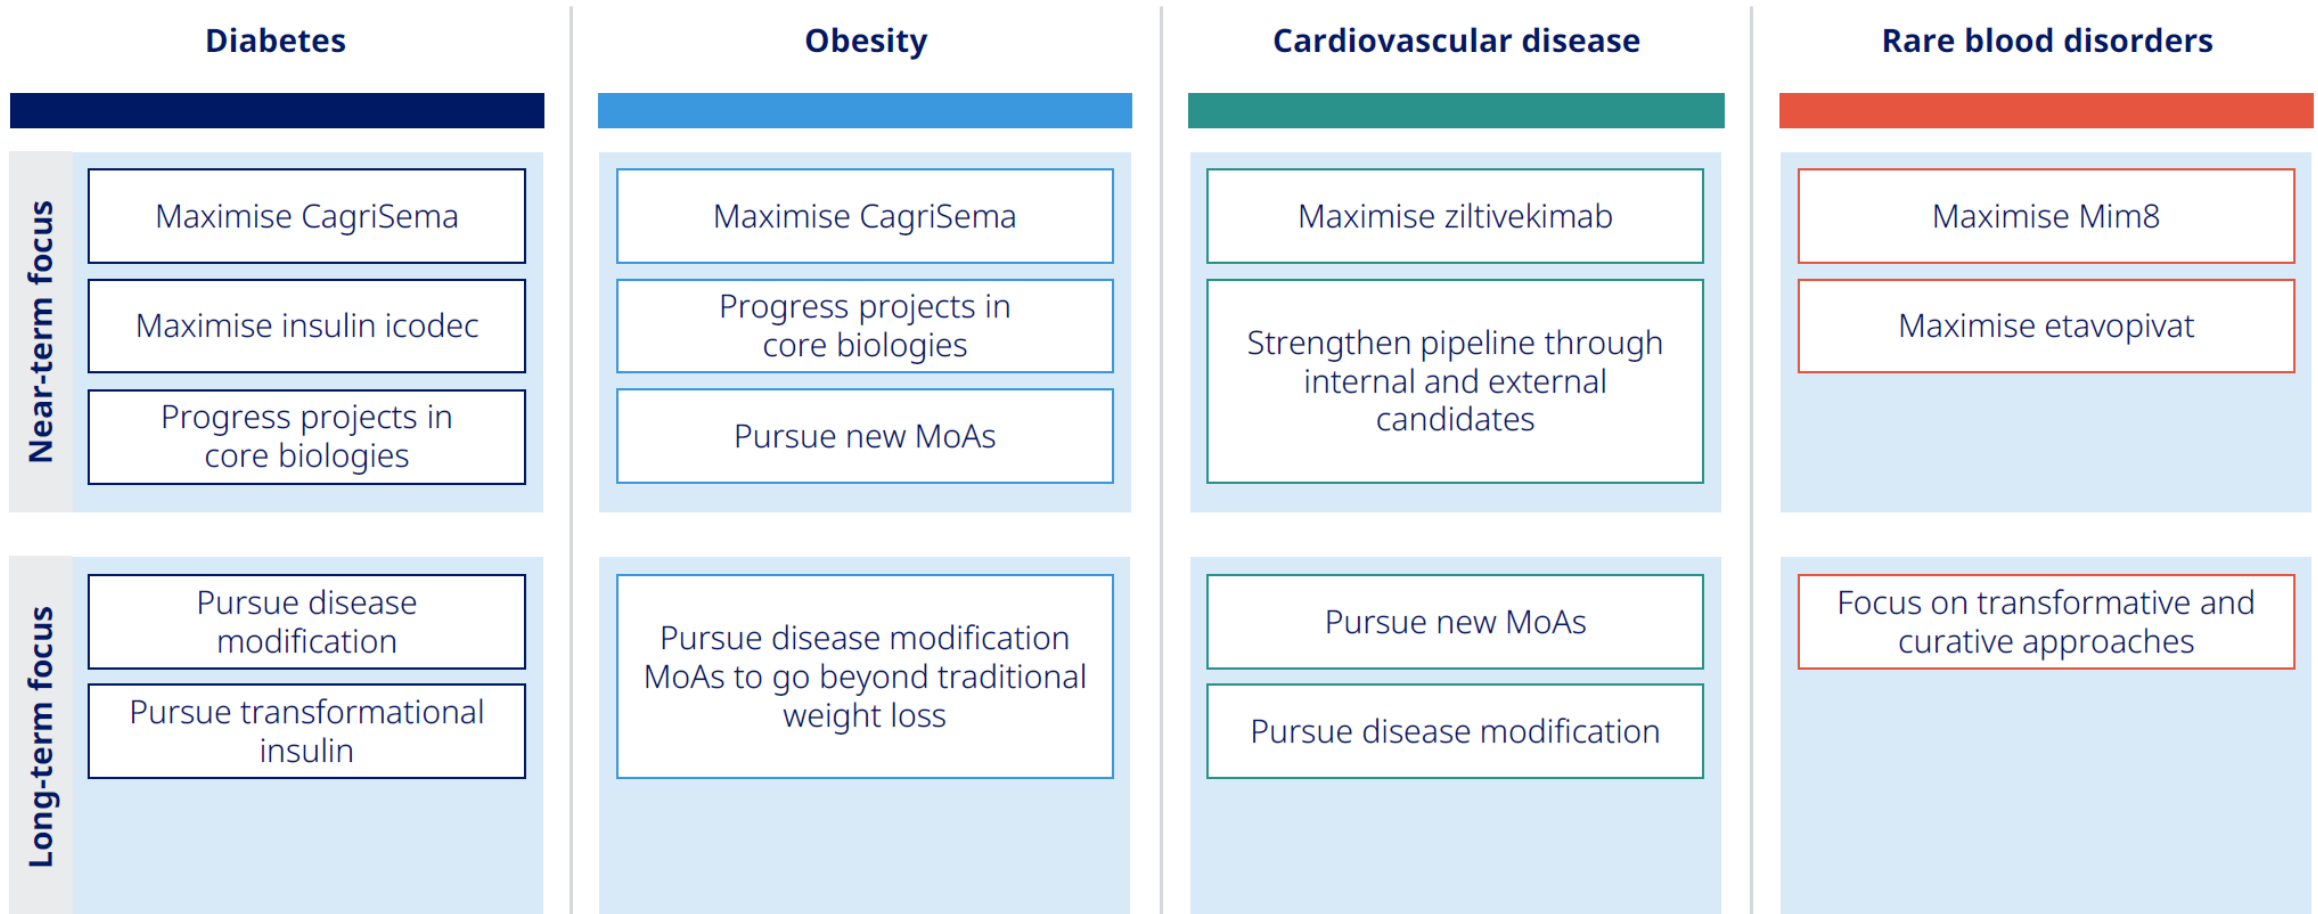 Diabetes
Obesity
Cardiovascular disease
Rare blood disorders
Near-term focus
Maximise CagriSema
Maximise insulin icodec
Progress projects in
core biologies
Maximise CagriSema
Progress projects in
core biologies
Pursue new MoAs
Maximise ziltivekimab
Strengthen pipeline through
internal and external
candidates
Maximise Mim8
Maximise etavopivat
Long-term focus
Pursue disease
modification
Pursue transformational
insulin
Pursue disease modification
MoAs to go beyond traditional
weight loss
Pursue new MoAs
Pursue disease modification
Focus on transformative and
curative approaches